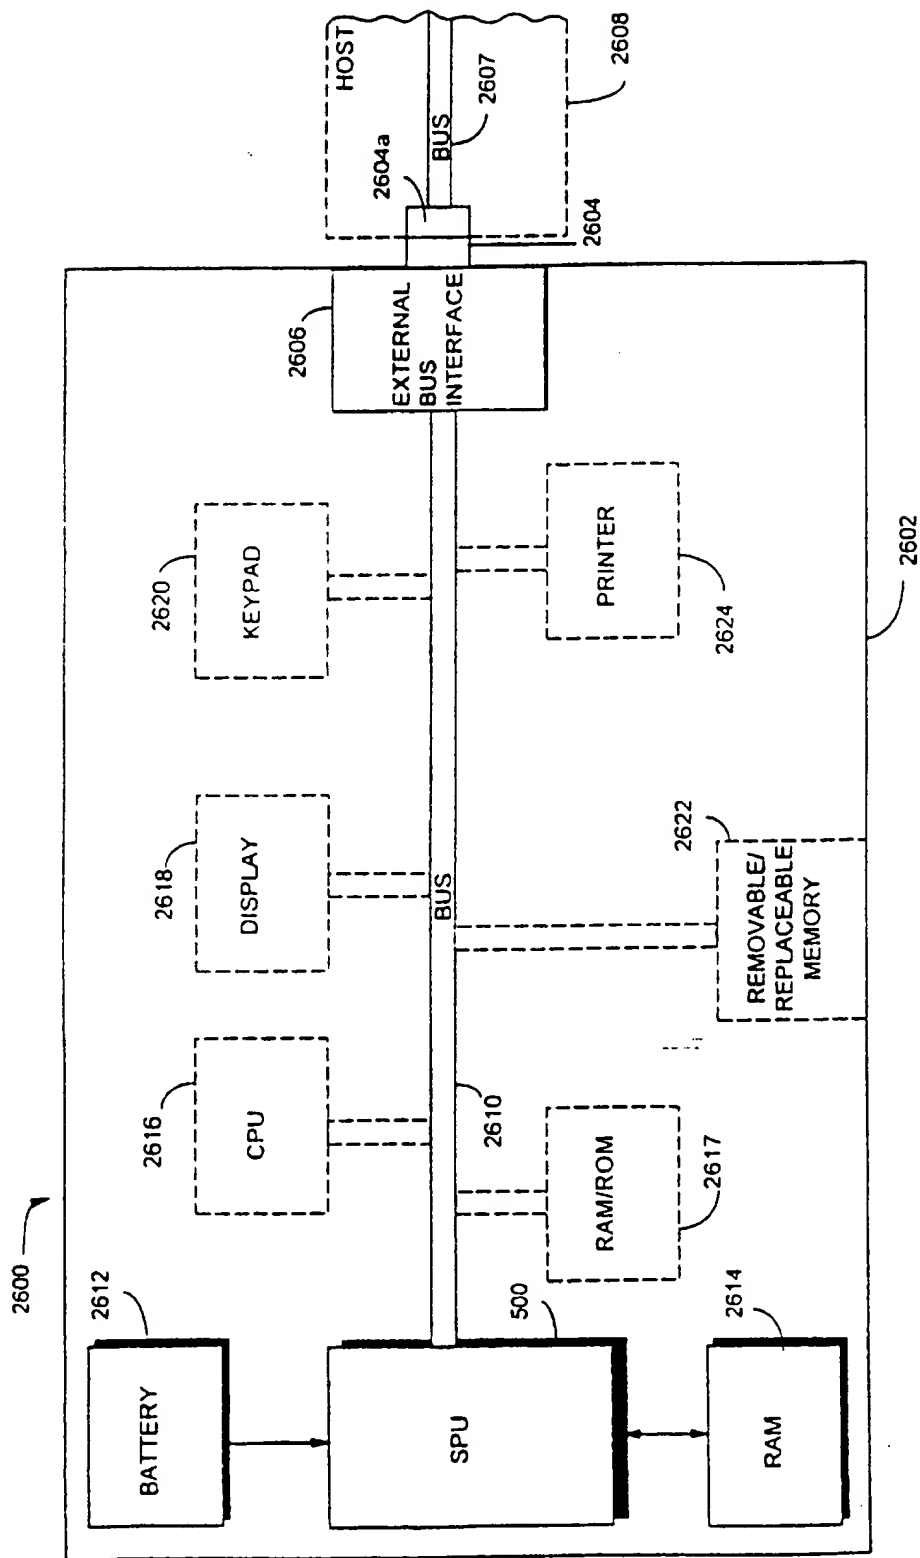 2600
BATTERY
2612
SPU
500
RAM
2614
CPU
2616
RAM/ROM
2617
BUS
2610
DISPLAY
2618
REMOVABLE/
REPLACEABLE
MEMORY
2622
KEYPAD
2620
PRINTER
2624
EXTERNAL
BUS
INTERFACE
2606
2602
HOST
2604a
BUS
2607
2604
2608